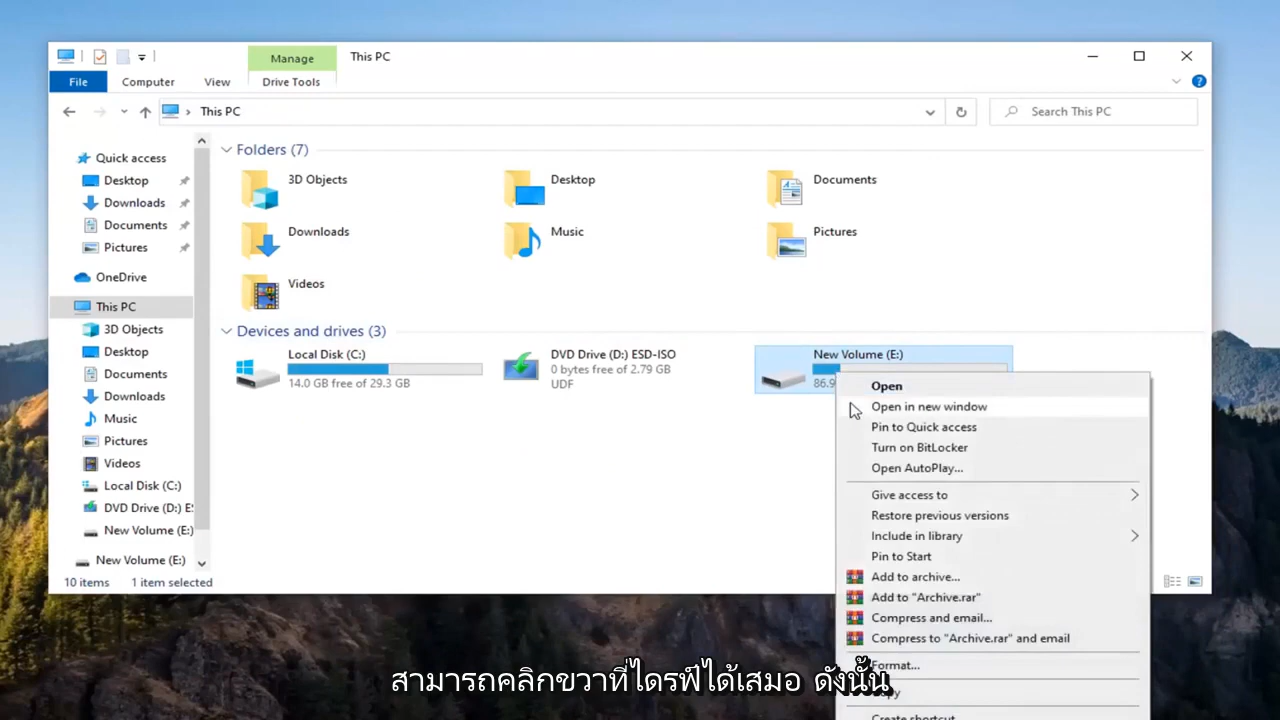 Manage
This PC
File
Computer
View
Drive Tools
This PC
Search This PC
Quick access
Desktop
Downloads
Documents
Pictures
OneDrive
This PC
3D Objects
Desktop
Documents
Downloads
Music
Pictures
Videos
Local Disk (C:)
DVD Drive (D:) E
New Volume (E:)
New Volume (E:)
Folders (7)
3D Objects
Desktop
Documents
Downloads
Music
Pictures
Videos
Devices and drives (3)
Local Disk (C:)
14.0 GB free of 29.3 GB
DVD Drive (D:) ESD-ISO
0 bytes free of 2.79 GB
UDF
New Volume (E:)
86.9
Open
Open in new window
Pin to Quick access
Turn on BitLocker
Open AutoPlay...
Give access to
Restore previous versions
Include in library
Pin to Start
Add to archive...
Add to "Archive.rar"
Compress and email...
Compress to "Archive.rar" and email
Format...
Create shortcut
10 items
1 item selected
สามารถคลิกขวาที่ไดรฟ์ได้เสมอ ดังนั้น